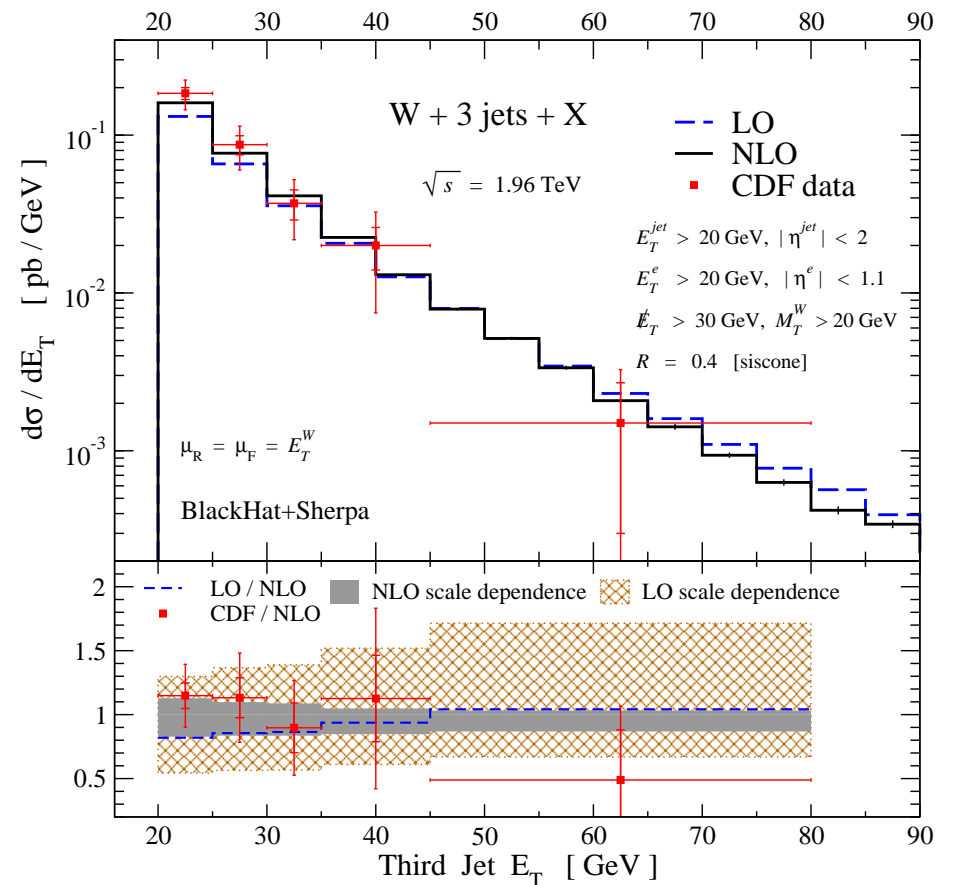 20 30 40 50 60 70 80 90
10^-1
10^-2
10^-3
dσ / dE_T [ pb / GeV ]
W + 3 jets + X
√s = 1.96 TeV
LO
NLO
CDF data
E_T^jet > 20 GeV, | η^jet | < 2
E_T^e > 20 GeV, | η^e | < 1.1
E̸_T > 30 GeV, M_T^W > 20 GeV
R = 0.4 [siscone]
μ_R = μ_F = E_T^W
BlackHat+Sherpa
LO / NLO
CDF / NLO
NLO scale dependence
LO scale dependence
2
1.5
1
0.5
20 30 40 50 60 70 80 90
Third Jet E_T [ GeV ]